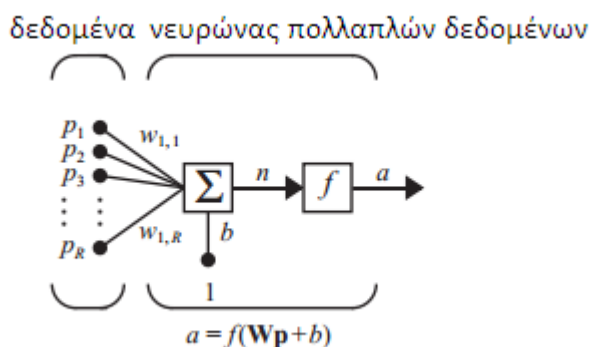 δεδομένα νευρώνας πολλαπλών δεδομένων
p1 w1,1
p2
p3 Σ n f a
pR w1,R b
1
a = f(Wp+b)